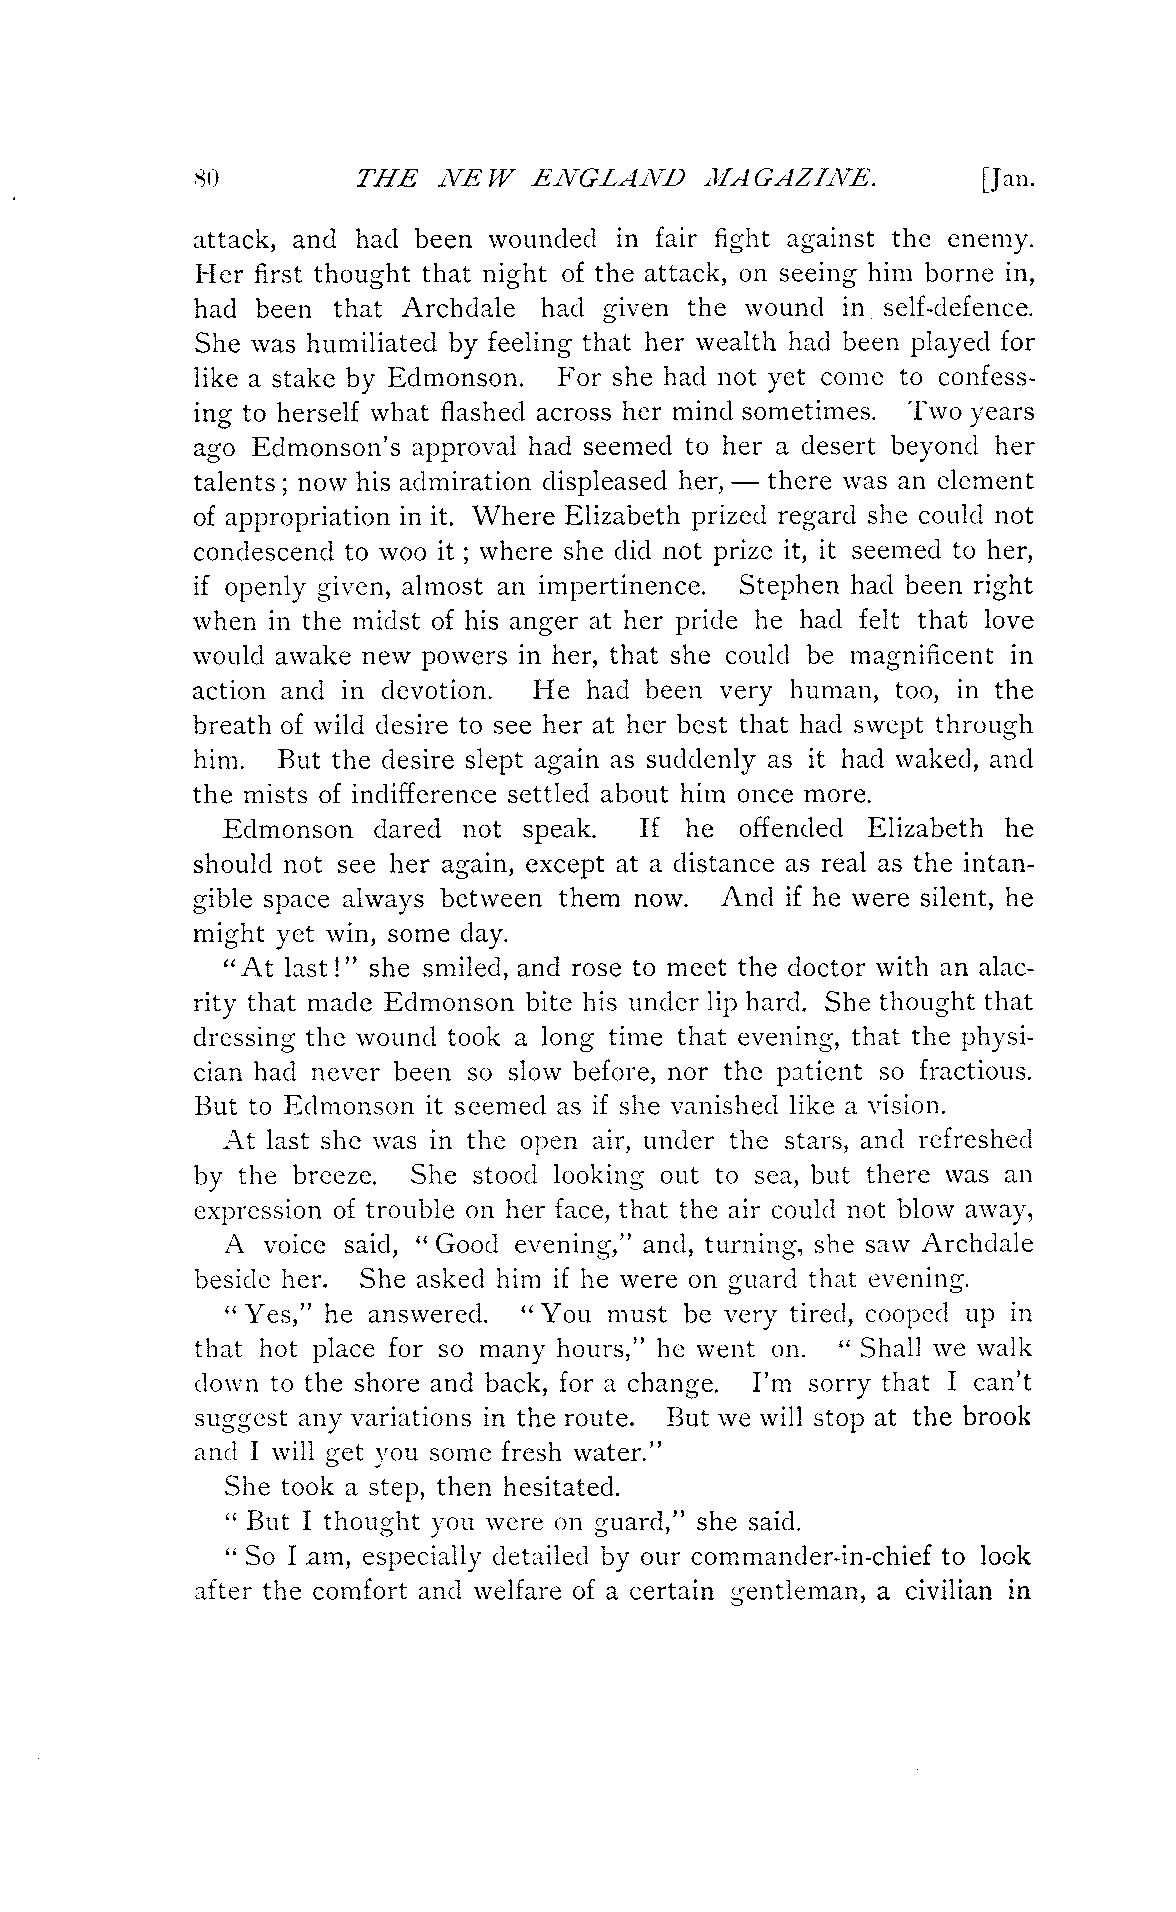 80 THE NEW ENGLAND MAGAZINE. [Jan.
attack, and had been wounded in fair fight against the enemy.
Her first thought that night of the attack, on seeing him borne in,
had been that Archdale had given the wound in self-defence.
She was humiliated by feeling that her wealth had been played for
like a stake by Edmonson. For she had not yet come to confess-
ing to herself what flashed across her mind sometimes. Two years
ago Edmonson's approval had seemed to her a desert beyond her
talents; now his admiration displeased her, — there was an element
of appropriation in it. Where Elizabeth prized regard she could not
condescend to woo it; where she did not prize it, it seemed to her,
if openly given, almost an impertinence. Stephen had been right
when in the midst of his anger at her pride he had felt that love
would awake new powers in her, that she could be magnificent in
action and in devotion. He had been very human, too, in the
breath of wild desire to see her at her best that had swept through
him. But the desire slept again as suddenly as it had waked, and
the mists of indifference settled about him once more.
Edmonson dared not speak. If he offended Elizabeth he
should not see her again, except at a distance as real as the intan-
gible space always between them now. And if he were silent, he
might yet win, some day.
"At last!" she smiled, and rose to meet the doctor with an alac-
rity that made Edmonson bite his under lip hard. She thought that
dressing the wound took a long time that evening, that the physi-
cian had never been so slow before, nor the patient so fractious.
But to Edmonson it seemed as if she vanished like a vision.
At last she was in the open air, under the stars, and refreshed
by the breeze. She stood looking out to sea, but there was an
expression of trouble on her face, that the air could not blow away,
A voice said, "Good evening," and, turning, she saw Archdale
beside her. She asked him if he were on guard that evening.
"Yes," he answered. "You must be very tired, cooped up in
that hot place for so many hours," he went on. "Shall we walk
down to the shore and back, for a change. I'm sorry that I can't
suggest any variations in the route. But we will stop at the brook
and I will get you some fresh water."
She took a step, then hesitated.
"But I thought you were on guard," she said.
"So I am, especially detailed by our commander-in-chief to look
after the comfort and welfare of a certain gentleman, a civilian in